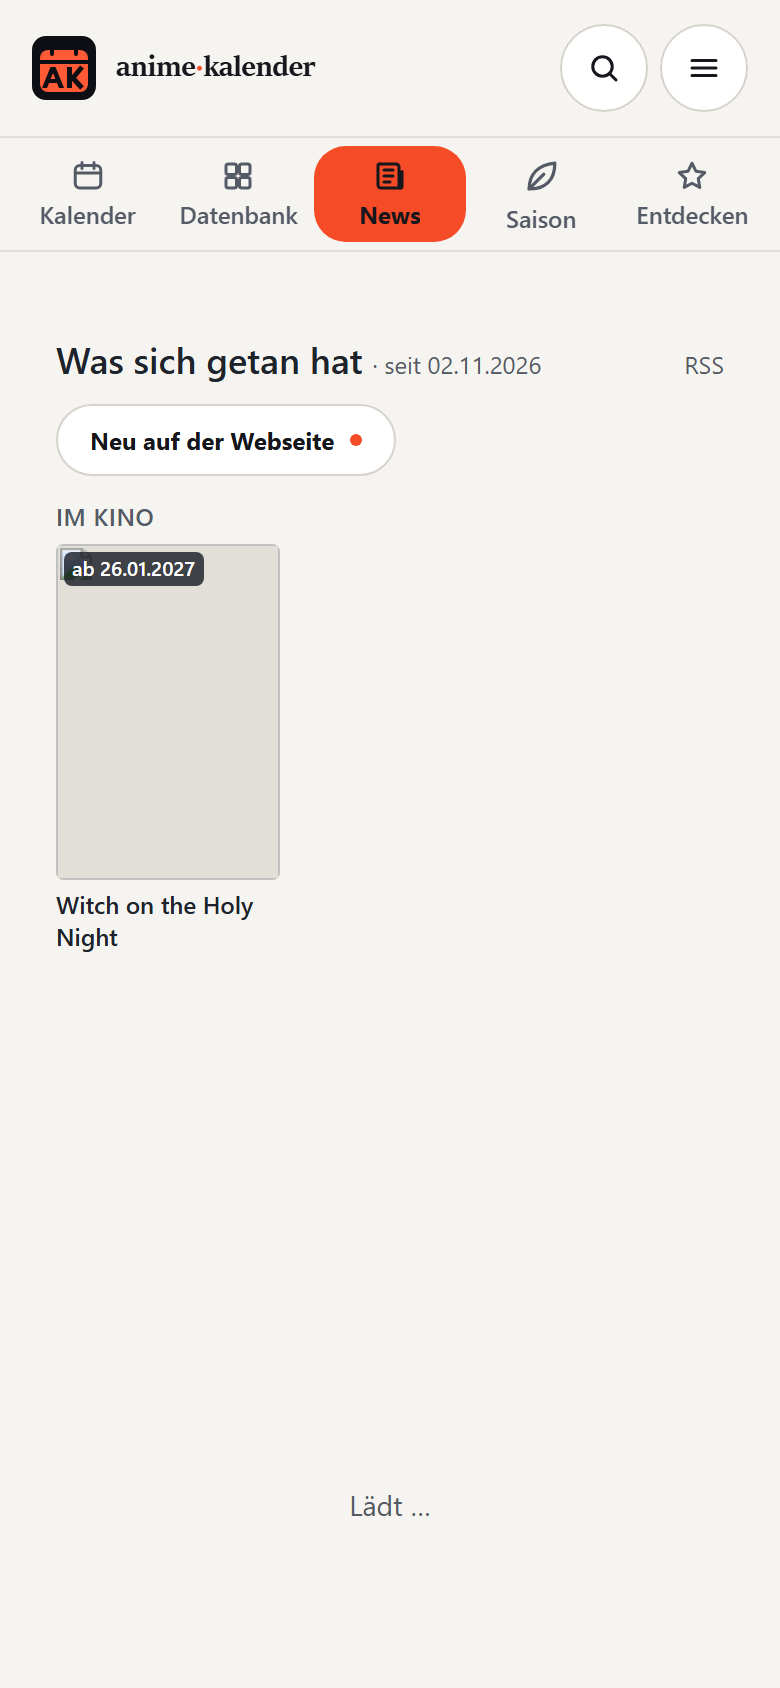 AK
anime·kalender
Kalender
Datenbank
News
Saison
Entdecken
Was sich getan hat · seit 02.11.2026
RSS
Neu auf der Webseite
IM KINO
ab 26.01.2027
Witch on the Holy
Night
Lädt ...